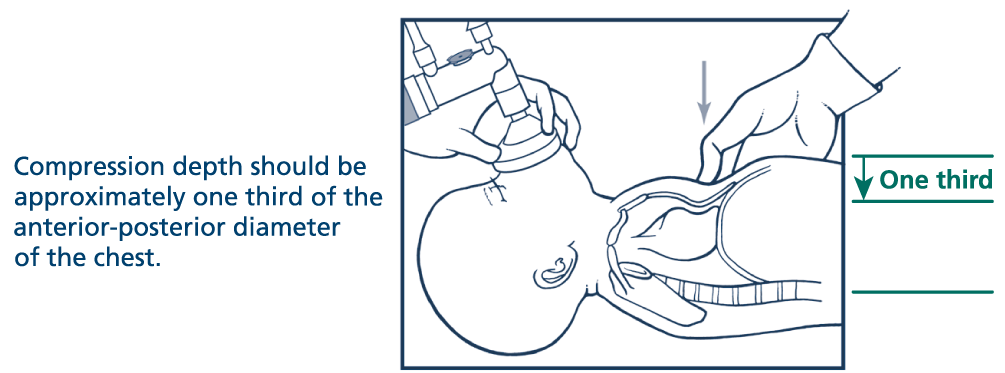 Compression depth should be
approximately one third of the
anterior-posterior diameter
of the chest.
One third